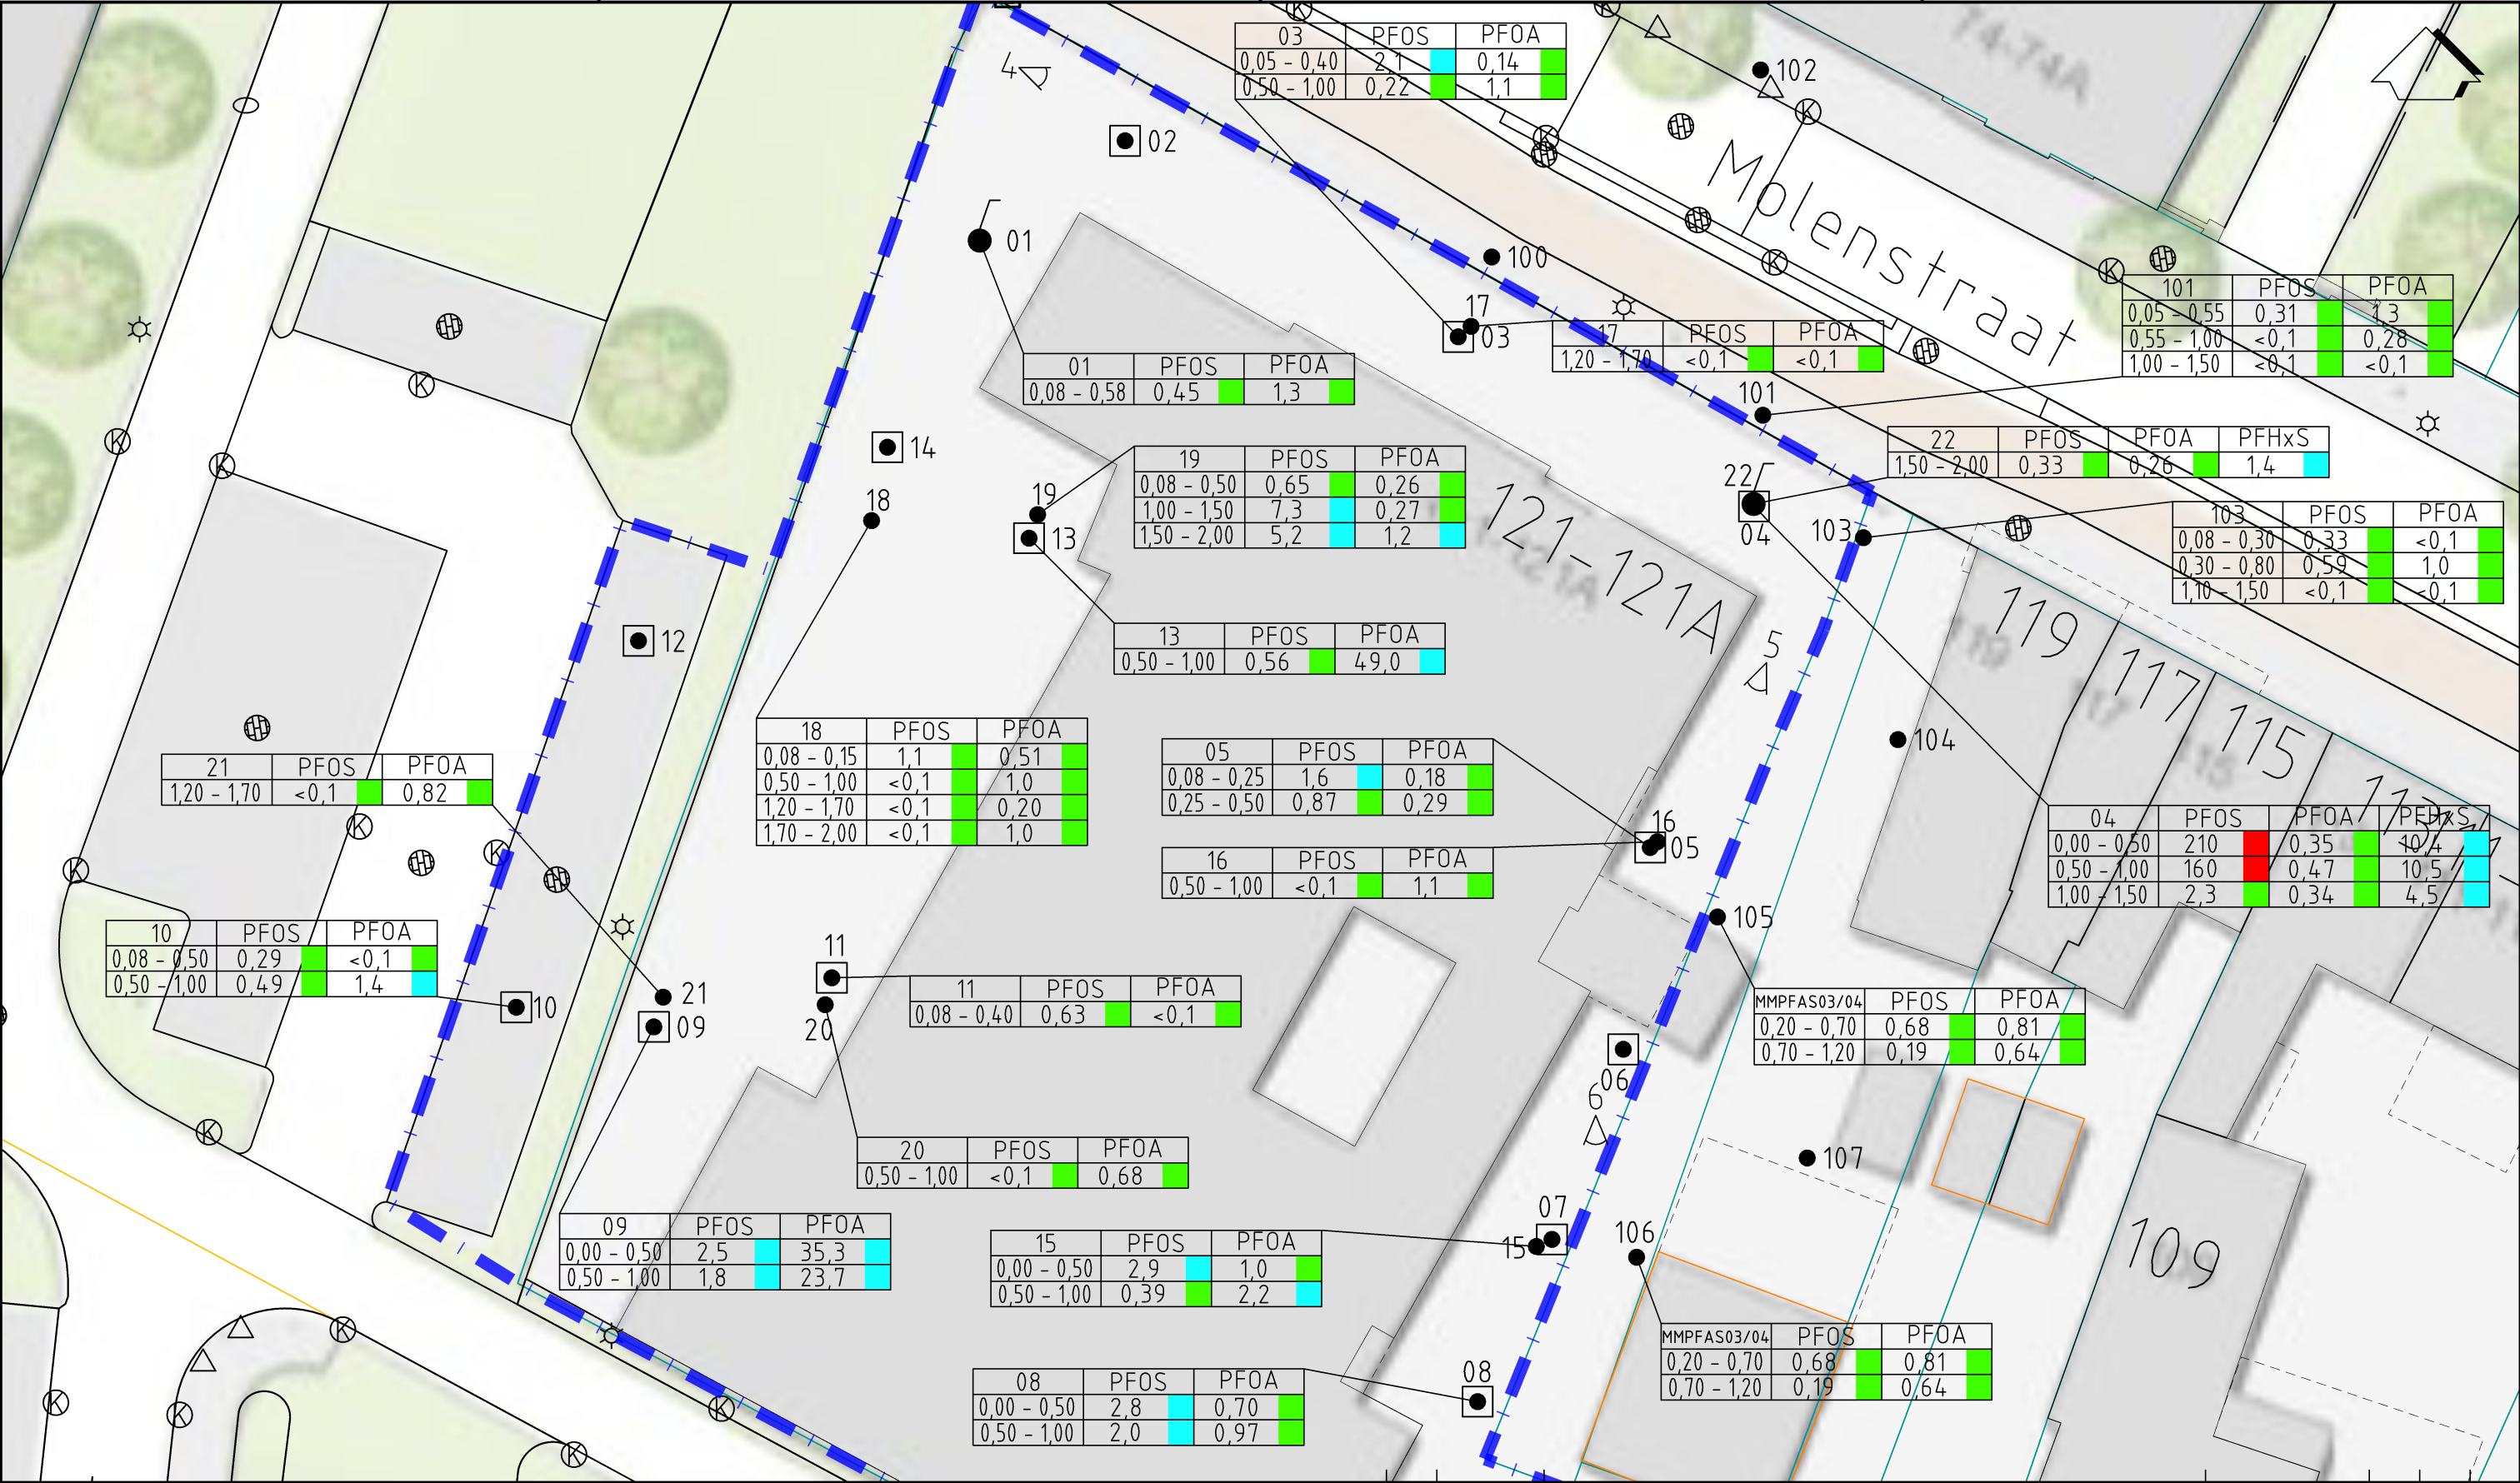 03 PFOS PFOA
0,05 - 0,40 2,1 0,14
0,50 - 1,00 0,22 1,1
74-74A
102
4
02
Molenstraat
01
100
17
03
101 PFOS PFOA
0,05 - 0,55 0,31 1,3
0,55 - 1,00 <0,1 0,28
1,00 - 1,50 <0,1 <0,1
17 PFOS PFOA
1,20 - 1,70 <0,1 <0,1
01 PFOS PFOA
0,08 - 0,58 0,45 1,3
101
14
22 PFOS PFOA PFHxS
1,50 - 2,00 0,33 0,26 1,4
19 PFOS PFOA
0,08 - 0,50 0,65 0,26
1,00 - 1,50 7,3 0,27
1,50 - 2,00 5,2 1,2
18
19
13
22
04
103
103 PFOS PFOA
0,08 - 0,30 0,33 <0,1
0,30 - 0,80 0,59 1,0
1,10 - 1,50 <0,1 <0,1
121-121A
121A
12
13 PFOS PFOA
0,50 - 1,00 0,56 49,0
5
119
119
117
117
115
115
104
18 PFOS PFOA
0,08 - 0,15 1,1 0,51
0,50 - 1,00 <0,1 1,0
1,20 - 1,70 <0,1 0,20
1,70 - 2,00 <0,1 1,0
05 PFOS PFOA
0,08 - 0,25 1,6 0,18
0,25 - 0,50 0,87 0,29
21 PFOS PFOA
1,20 - 1,70 <0,1 0,82
16
05
16 PFOS PFOA
0,50 - 1,00 <0,1 1,1
04 PFOS PFOA PFHxS
0,00 - 0,50 210 0,35 10,4
0,50 - 1,00 160 0,47 10,5
1,00 - 1,50 2,3 0,34 4,5
105
10 PFOS PFOA
0,08 - 0,50 0,29 <0,1
0,50 - 1,00 0,49 1,4
10
21
09
11
20
11 PFOS PFOA
0,08 - 0,40 0,63 <0,1
MMPFAS03/04 PFOS PFOA
0,20 - 0,70 0,68 0,81
0,70 - 1,20 0,19 0,64
06
6
107
20 PFOS PFOA
0,50 - 1,00 <0,1 0,68
09 PFOS PFOA
0,00 - 0,50 2,5 35,3
0,50 - 1,00 1,8 23,7
15 PFOS PFOA
0,00 - 0,50 2,9 1,0
0,50 - 1,00 0,39 2,2
07
15
106
109
MMPFAS03/04 PFOS PFOA
0,20 - 0,70 0,68 0,81
0,70 - 1,20 0,19 0,64
08 PFOS PFOA
0,00 - 0,50 2,8 0,70
0,50 - 1,00 2,0 0,97
08